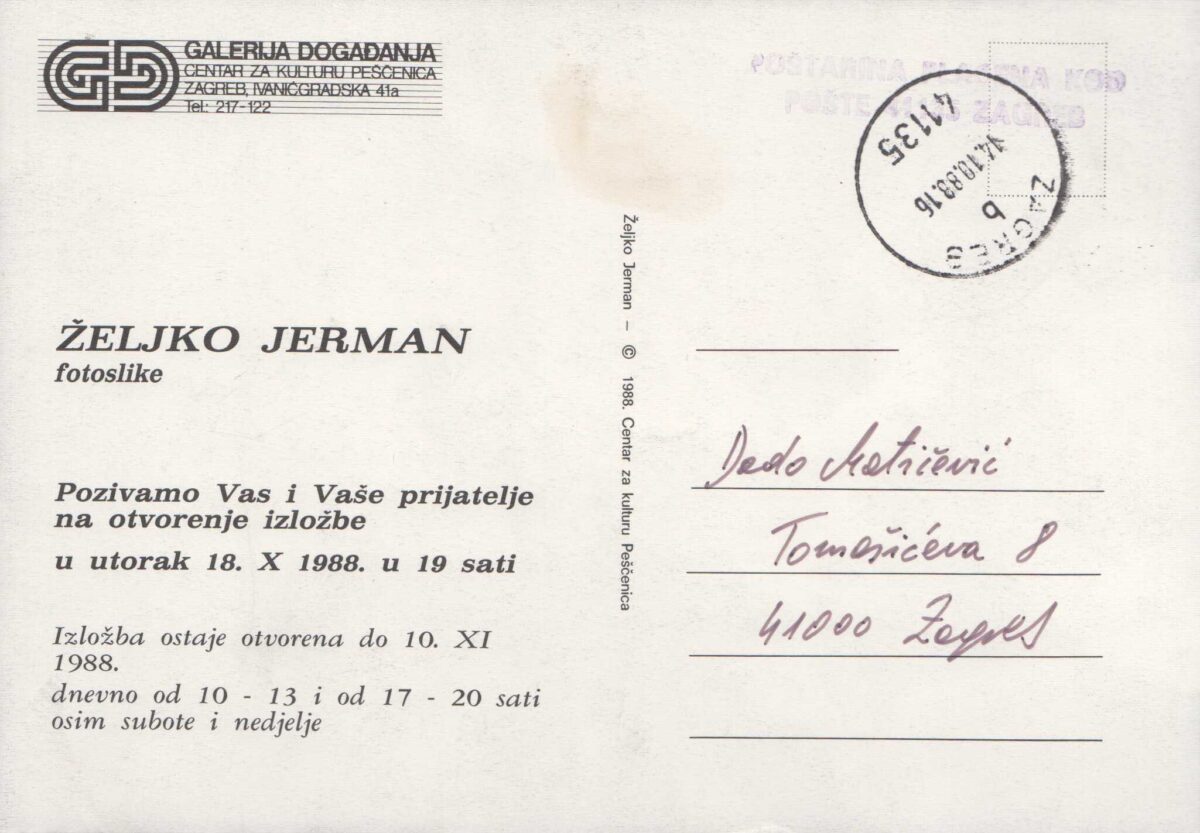 GALERIJA DOGAĐANJA
CENTAR ZA KULTURU PEŠČENICA
ZAGREB, IVANIĆGRADSKA 41a
Tel.: 217-122
POŠTARINA PLAĆENA KOD
POŠTE 41135 ZAGREB
41135
14.10.88.16
b
ZAGREB
Željko Jerman – © 1988. Centar za kulturu Peščenica
ŽELJKO JERMAN
fotoslike
Pozivamo Vas i Vaše prijatelje
na otvorenje izložbe
u utorak 18. X 1988. u 19 sati
Izložba ostaje otvorena do 10. XI
1988.
dnevno od 10 - 13 i od 17 - 20 sati
osim subote i nedjelje
Dado Matičević
Tomašićeva 8
41000 Zagreb